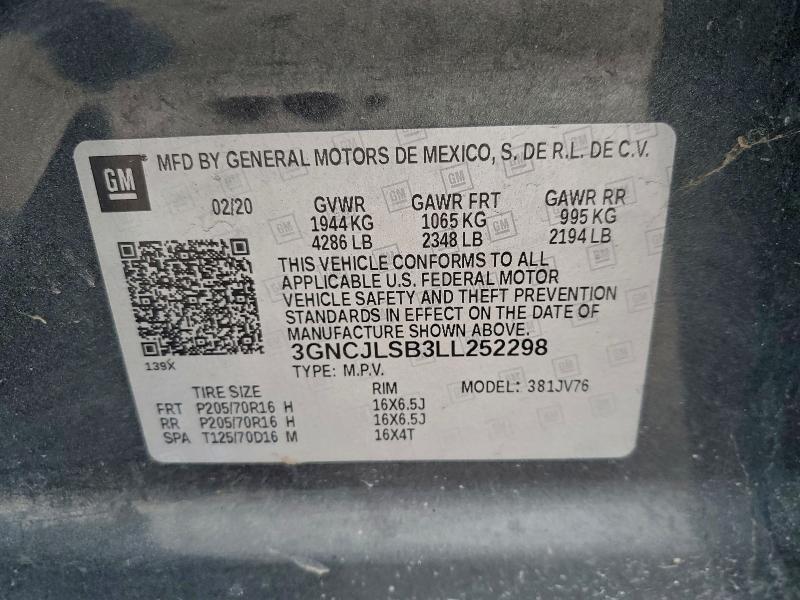 GM MFD BY GENERAL MOTORS DE MEXICO, S. DE R.L. DE C.V.
02/20 GVWR GAWR FRT GAWR RR
1944 KG 1065 KG 995 KG
4286 LB 2348 LB 2194 LB
THIS VEHICLE CONFORMS TO ALL
APPLICABLE U.S. FEDERAL MOTOR
VEHICLE SAFETY AND THEFT PREVENTION
STANDARDS IN EFFECT ON THE DATE OF
MANUFACTURE SHOWN ABOVE.
3GNCJLSB3LL252298
139X
TYPE: M.P.V.
TIRE SIZE RIM MODEL: 381JV76
FRT P205/70R16 H 16X6.5J
RR P205/70R16 H 16X6.5J
SPA T125/70D16 M 16X4T